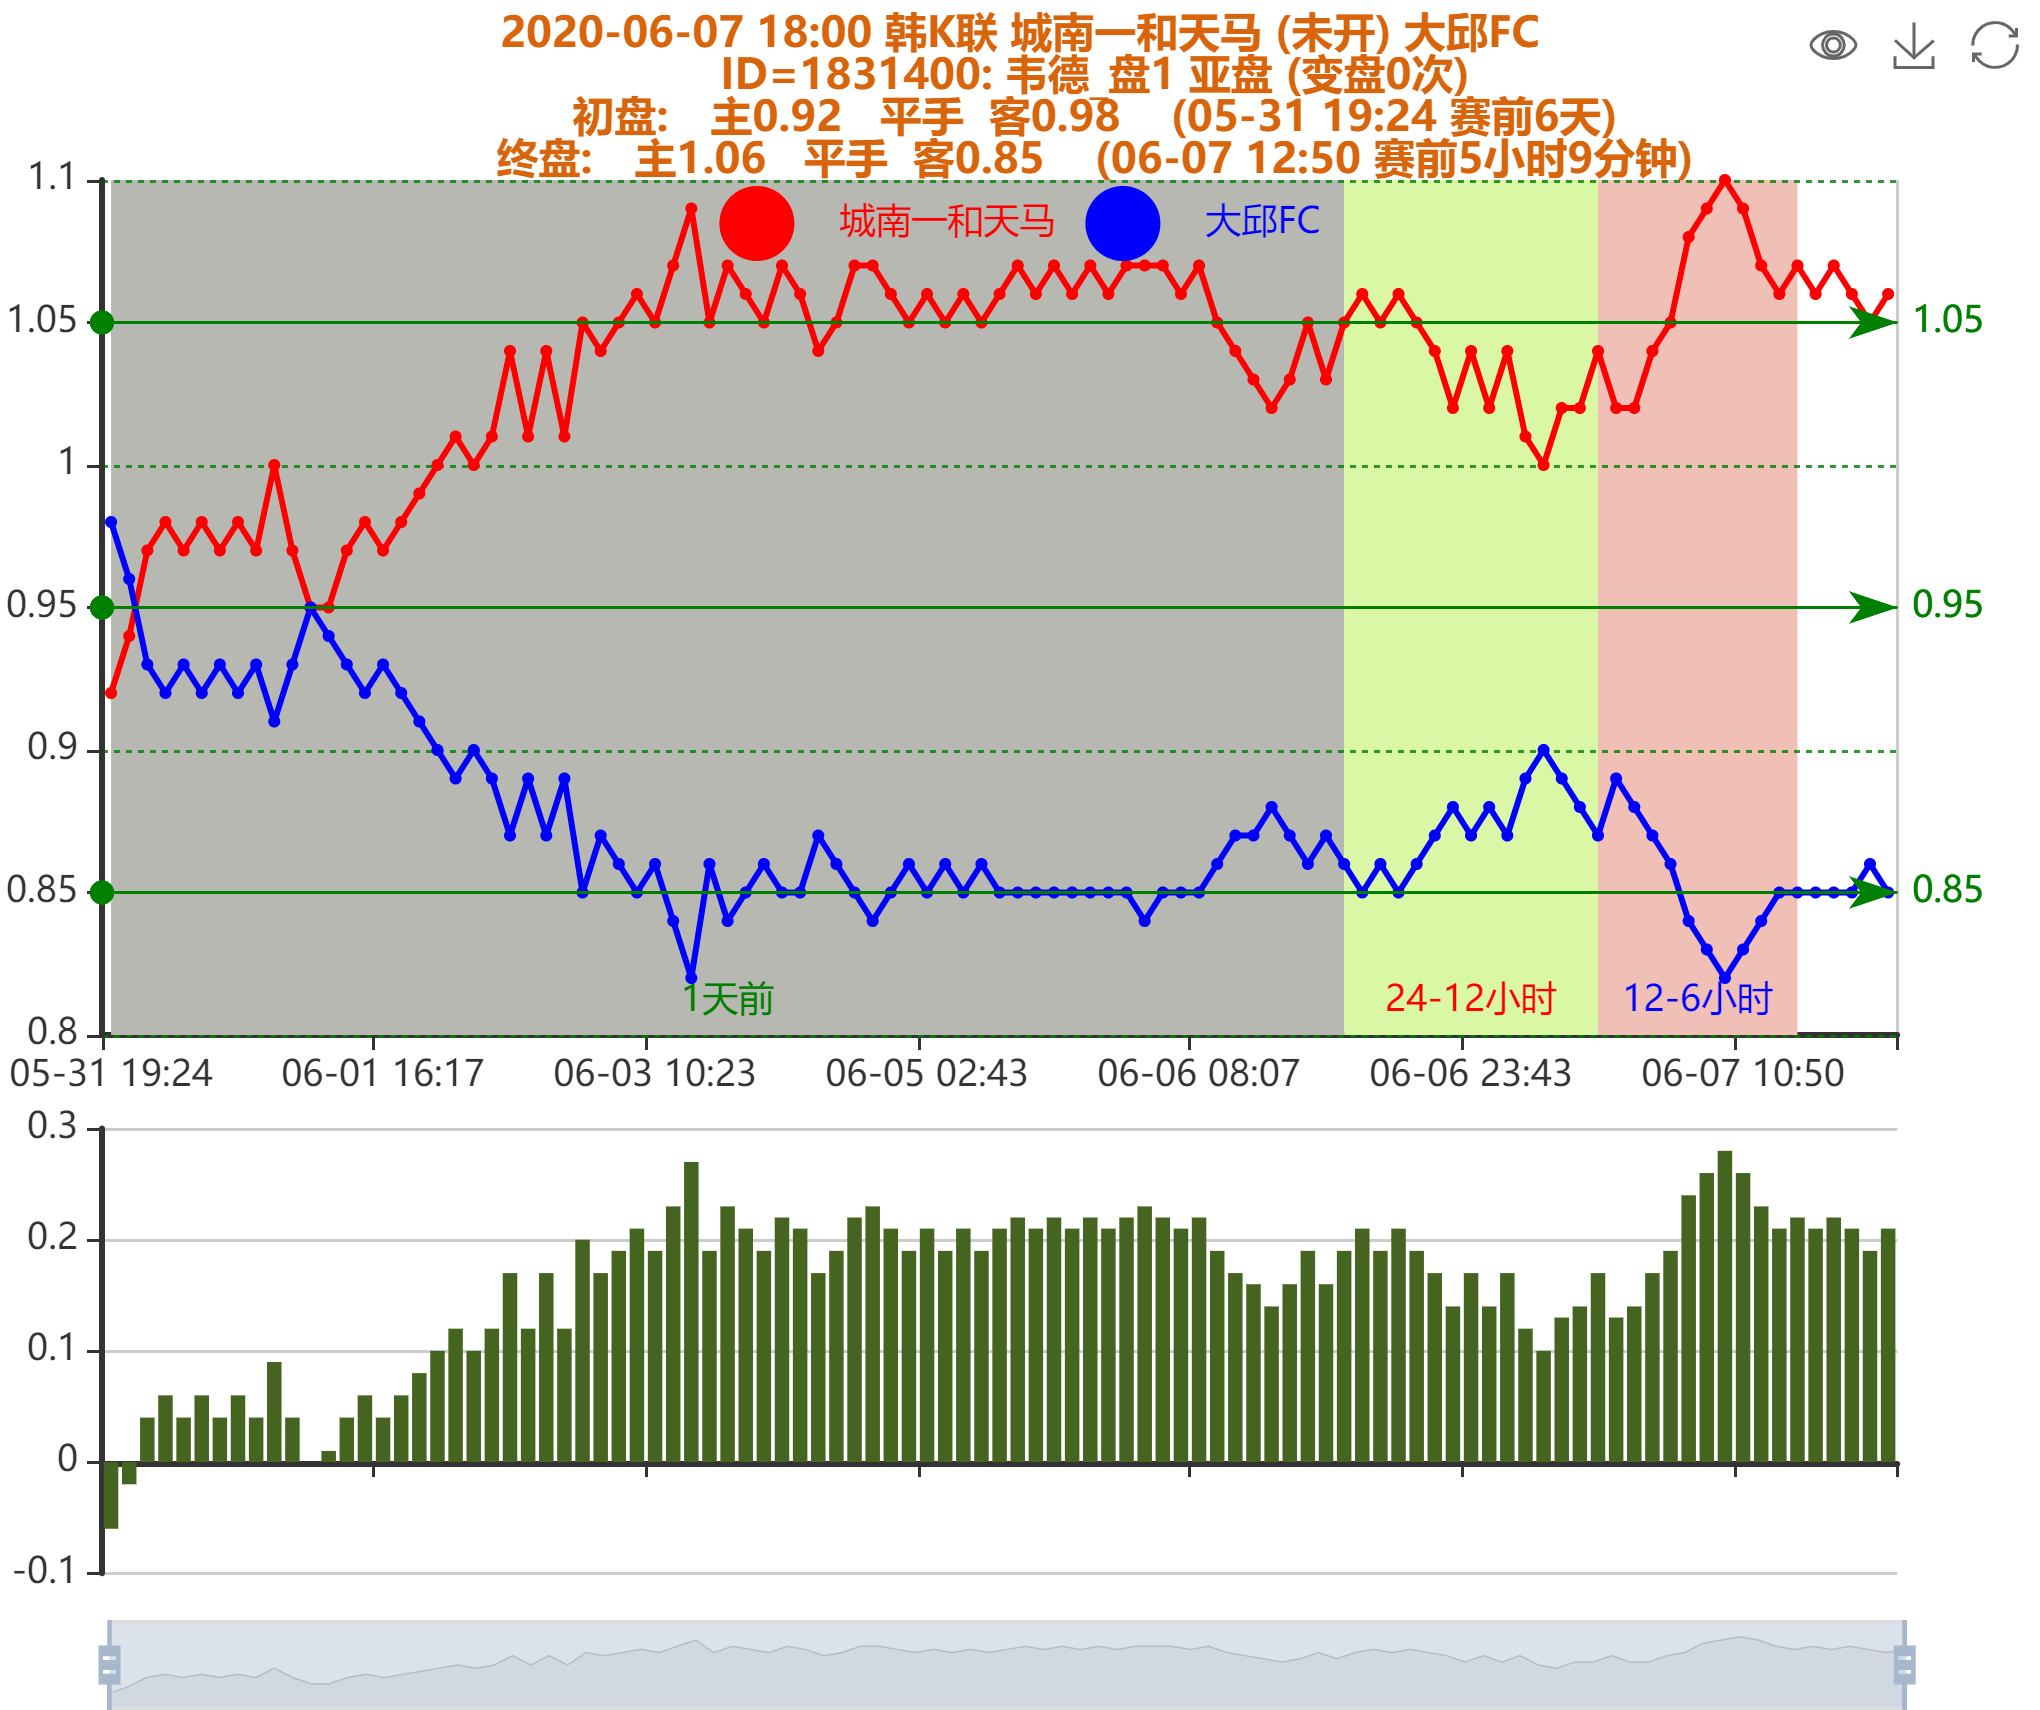 2020-06-07 18:00 韩K联 城南一和天马 (未开) 大邱FC
ID=1831400: 韦德_盘1 亚盘 (变盘0次)
初盘: 主0.92 平手 客0.98 (05-31 19:24 赛前6天)
终盘: 主1.06 平手 客0.85 (06-07 12:50 赛前5小时9分钟)
城南一和天马 大邱FC
1.1
1.05
1
0.95
0.9
0.85
0.8
1.05
0.95
0.85
1天前 24-12小时 12-6小时
05-31 19:24 06-01 16:17 06-03 10:23 06-05 02:43 06-06 08:07 06-06 23:43 06-07 10:50
0.3
0.2
0.1
0
-0.1